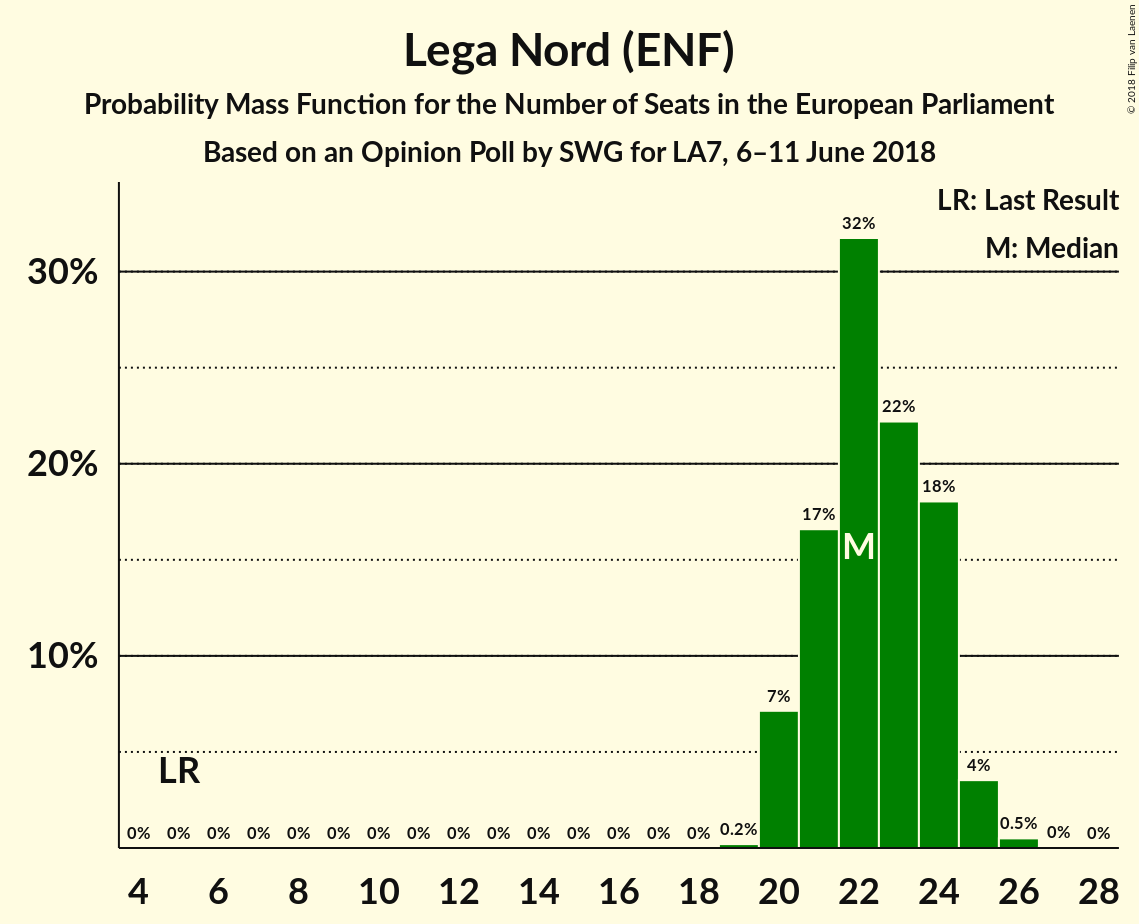 Lega Nord (ENF)
Probability Mass Function for the Number of Seats in the European Parliament
Based on an Opinion Poll by SWG for LA7, 6–11 June 2018
© 2018 Filip van Laenen
LR: Last Result
M: Median
30%
20%
10%
32%
22%
18%
17%
M
7%
4%
LR
0% 0% 0% 0% 0% 0% 0% 0% 0% 0% 0% 0% 0% 0% 0% 0.2% 0.5% 0% 0%
4 6 8 10 12 14 16 18 20 22 24 26 28